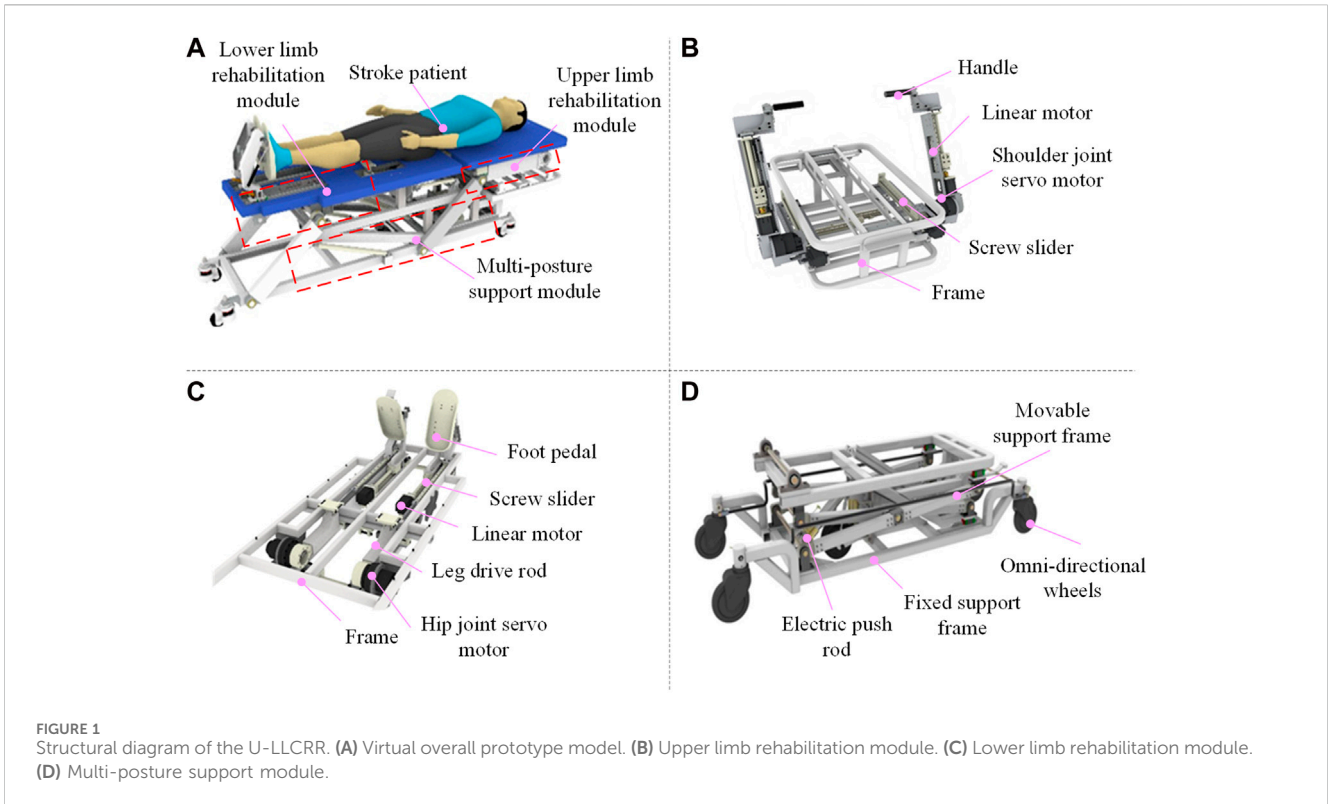 A
Lower limb
rehabilitation
module
Stroke patient
Upper limb
rehabilitation
module
Multi-posture
support module
B
Handle
Linear motor
Shoulder joint
servo motor
Screw slider
Frame
C
Foot pedal
Screw slider
Linear motor
Leg drive rod
Hip joint servo
motor
Frame
D
Movable
support frame
Omni-directional
wheels
Fixed support
frame
Electric push
rod
FIGURE 1
Structural diagram of the U-LLCRR. (A) Virtual overall prototype model. (B) Upper limb rehabilitation module. (C) Lower limb rehabilitation module.
(D) Multi-posture support module.